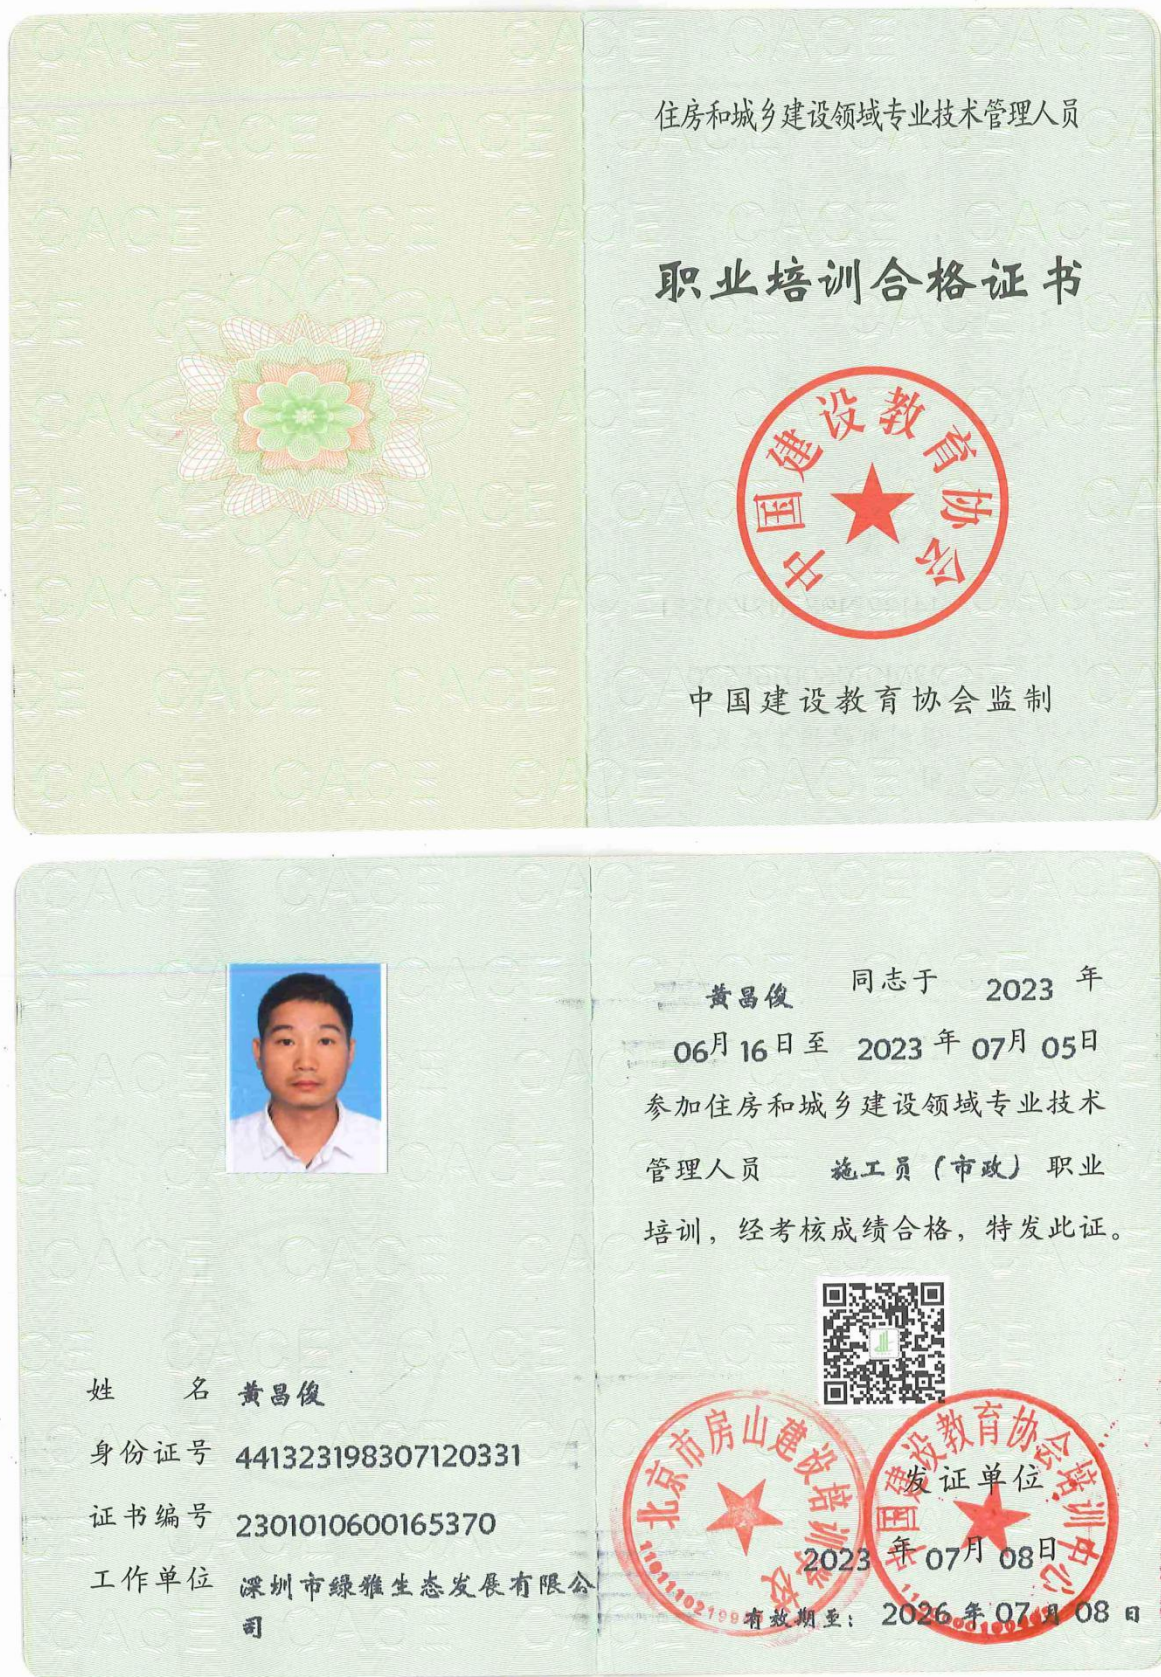 住房和城乡建设领域专业技术管理人员
职业培训合格证书
中国建设教育协会
中国建设教育协会监制
黄昌俊 同志于 2023 年
06月 16日至 2023 年 07月 05日
参加住房和城乡建设领域专业技术
管理人员 施工员（市政）职业
培训，经考核成绩合格，特发此证。
姓 名 黄昌俊
身份证号 441323198307120331
证书编号 2301010600165370
工作单位 深圳市綠雅生态发展有限公
司
北京市房山建设培训学校
中国建设教育协会培训中心
发证单位
2023 年 07月 08日
有效期至： 2026 年 07 月 08 日